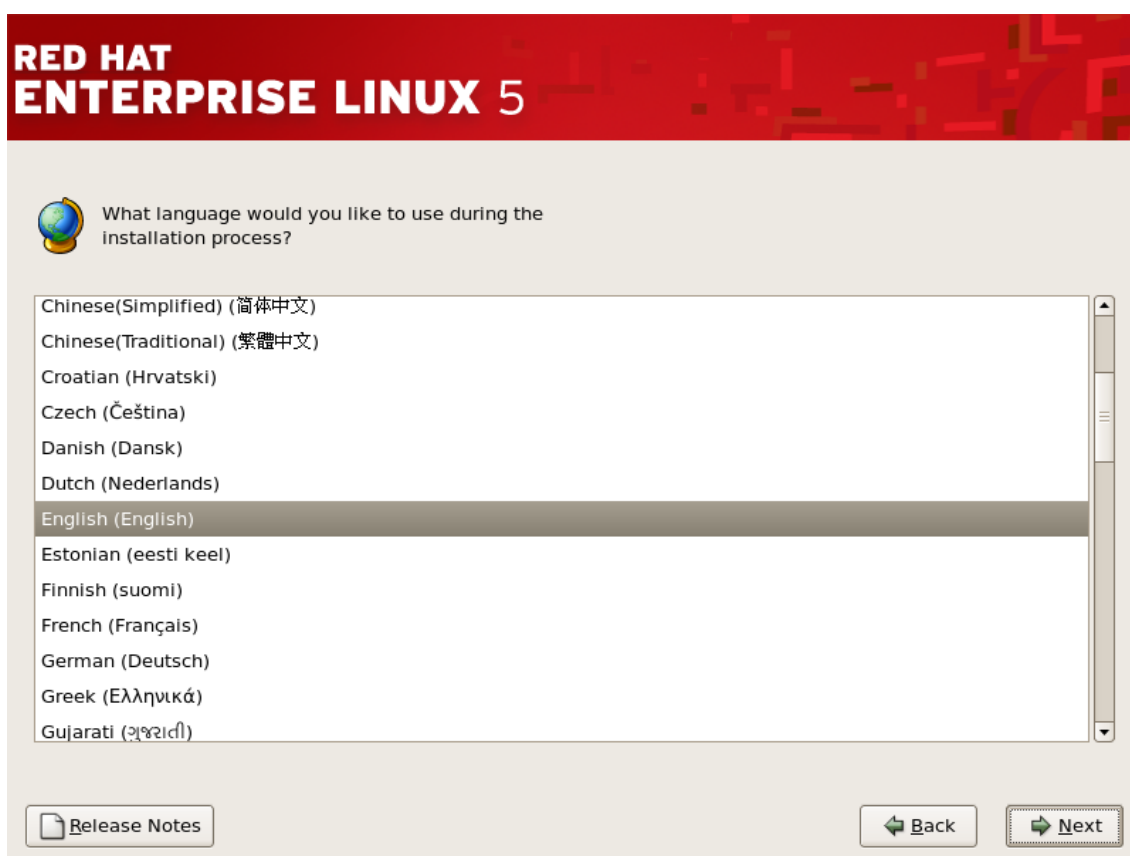 RED HAT
ENTERPRISE LINUX 5
What language would you like to use during the
installation process?
Chinese(Simplified) (简体中文)
Chinese(Traditional) (繁體中文)
Croatian (Hrvatski)
Czech (Čeština)
Danish (Dansk)
Dutch (Nederlands)
English (English)
Estonian (eesti keel)
Finnish (suomi)
French (Français)
German (Deutsch)
Greek (Ελληνικά)
Gujarati (ગુજરાતી)
Release Notes
Back
Next